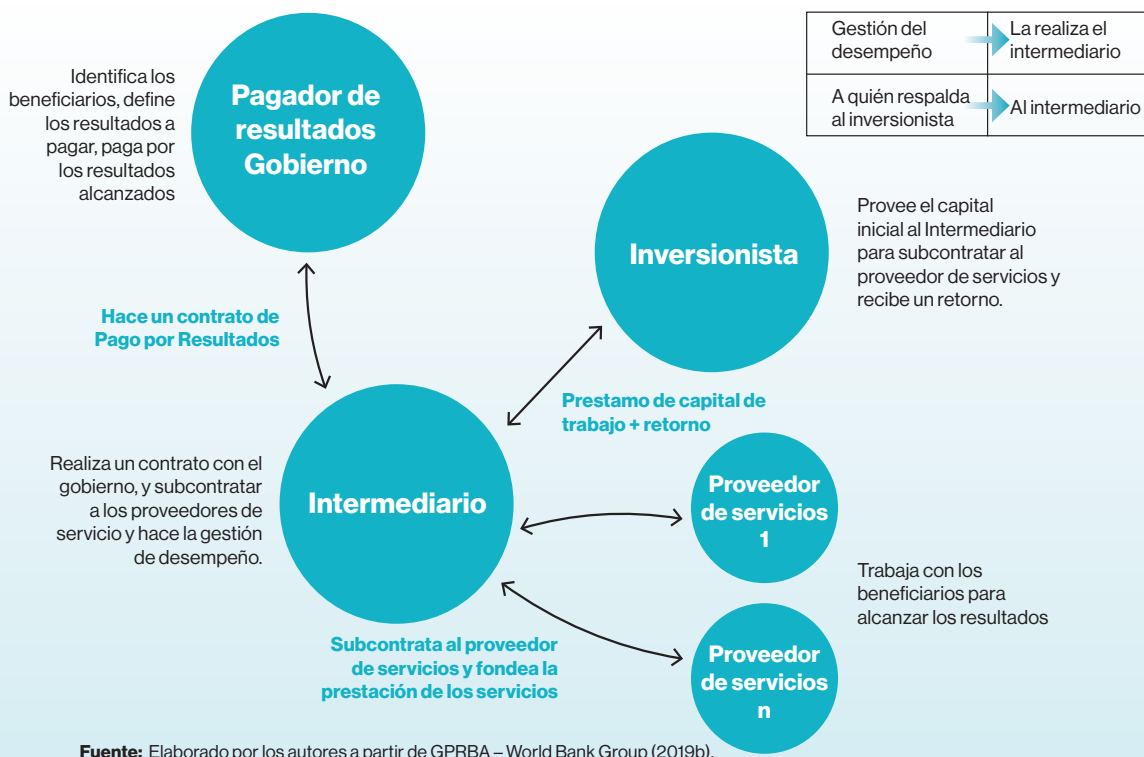 Gestión del
desempeño
La realiza el
intermediario
A quién respalda
al inversionista
Al intermediario
Identifica los
beneficiarios, define
los resultados a
pagar, paga por
los resultados
alcanzados
Pagador de
resultados
Gobierno
Inversionista
Provee el capital
inicial al Intermediario
para subcontratar al
proveedor de servicios y
recibe un retorno.
Hace un contrato de
Pago por Resultados
Prestamo de capital de
trabajo + retorno
Realiza un contrato con el
gobierno, y subcontratar
a los proveedores de
servicio y hace la gestión
de desempeño.
Intermediario
Proveedor
de servicios
1
Trabaja con los
beneficiarios para
alcanzar los resultados
Subcontrata al proveedor
de servicios y fondea la
prestación de los servicios
Proveedor
de servicios
n
Fuente: Elaborado por los autores a partir de GPRBA – World Bank Group (2019b).